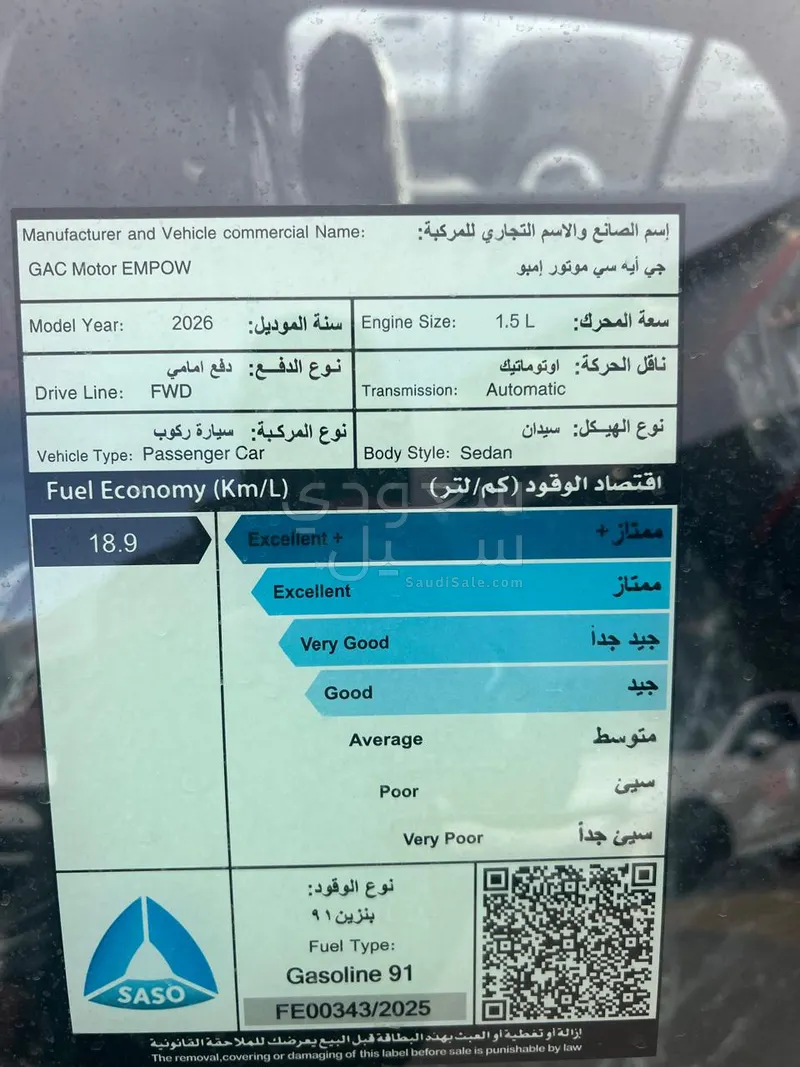 Manufacturer and Vehicle commercial Name: إسم الصانع والاسم التجاري للمركبة:
GAC Motor EMPOW جي أيه سي موتور إمبو
Model Year: 2026 سنة الموديل:
Engine Size: 1.5 L سعة المحرك:
نوع الدفع: دفع امامي
Drive Line: FWD
ناقل الحركة: اوتوماتيك
Transmission: Automatic
نوع المركبة: سيارة ركوب
Vehicle Type: Passenger Car
نوع الهيكل: سيدان
Body Style: Sedan
Fuel Economy (Km/L) اقتصاد الوقود (كم/لتر)
18.9
Excellent + ممتاز +
Excellent ممتاز
Very Good جيد جداً
Good جيد
Average متوسط
Poor سيئ
Very Poor سيئ جداً
سعودي سيل
SaudiSale.com
SASO
نوع الوقود:
بنزين ٩١
Fuel Type:
Gasoline 91
FE00343/2025
إزالة أو تغطية أو العبث بهذه البطاقة قبل البيع يعرضك للملاحقة القانونية
The removal,covering or damaging of this label before sale is punishable by law